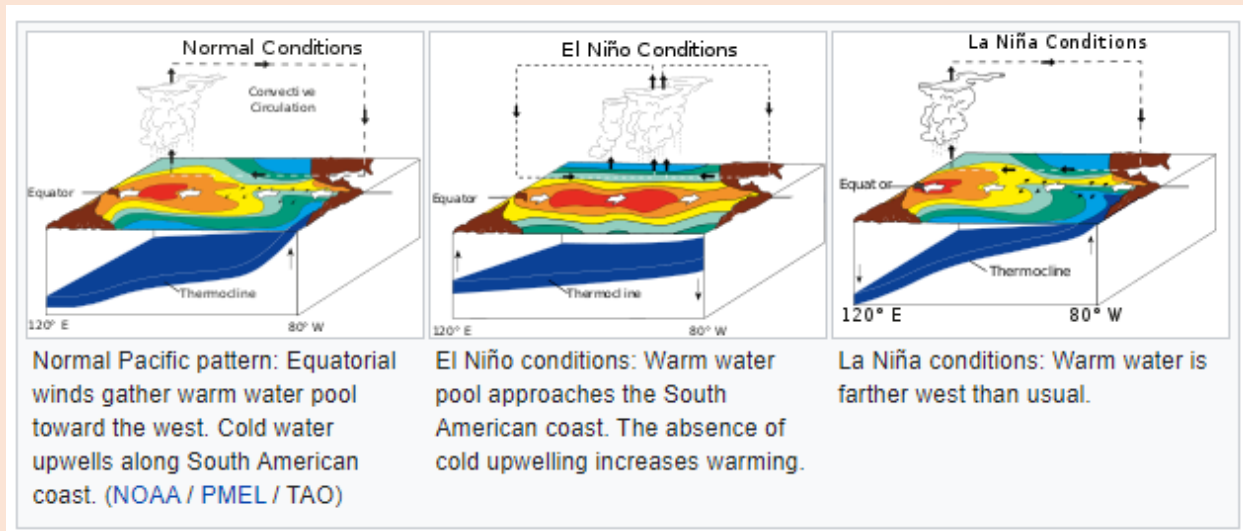 Normal Conditions
Convective
Circulation
Equator
Thermocline
120° E
80° W
Normal Pacific pattern: Equatorial
winds gather warm water pool
toward the west. Cold water
upwells along South American
coast. (NOAA / PMEL / TAO)
El Niño Conditions
Equator
Thermocline
120° E
80° W
El Niño conditions: Warm water
pool approaches the South
American coast. The absence of
cold upwelling increases warming.
La Niña Conditions
Equator
Thermocline
120° E
80° W
La Niña conditions: Warm water is
farther west than usual.